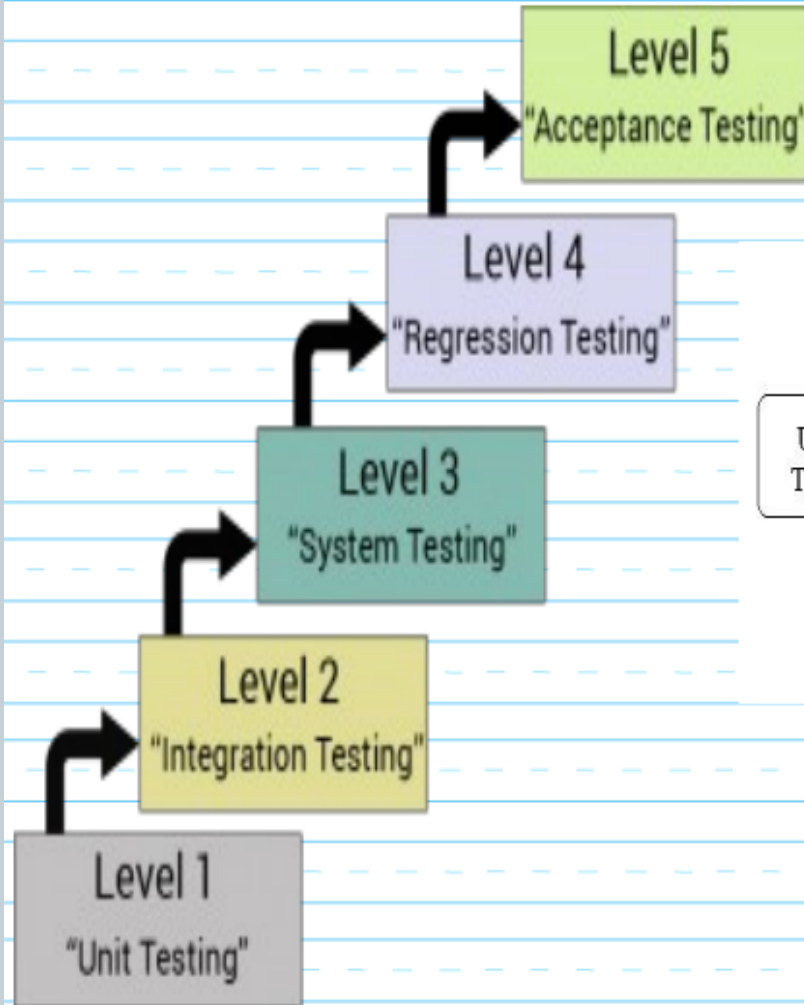 Level 5
“Acceptance Testing”
Level 4
“Regression Testing”
Level 3
“System Testing”
Level 2
“Integration Testing”
Level 1
“Unit Testing”